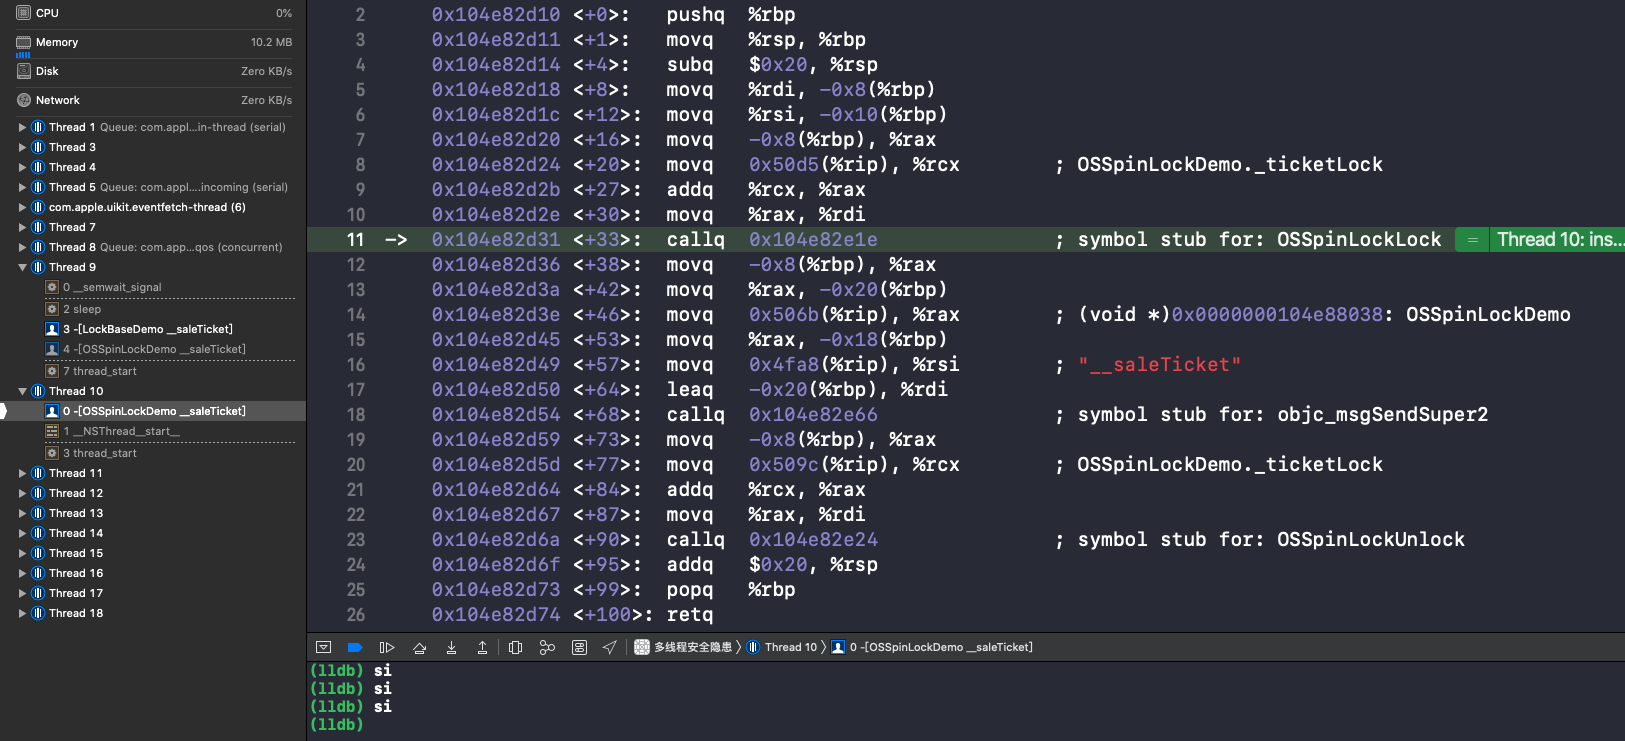 CPU 0%
Memory 10.2 MB
Disk Zero KB/s
Network Zero KB/s
Thread 1 Queue: com.appl...in-thread (serial)
Thread 3
Thread 4
Thread 5 Queue: com.appl....incoming (serial)
com.apple.uikit.eventfetch-thread (6)
Thread 7
Thread 8 Queue: com.app...qos (concurrent)
Thread 9
0 __semwait_signal
2 sleep
3 -[LockBaseDemo __saleTicket]
4 -[OSSpinLockDemo __saleTicket]
7 thread_start
Thread 10
0 -[OSSpinLockDemo __saleTicket]
1 __NSThread__start__
3 thread_start
Thread 11
Thread 12
Thread 13
Thread 14
Thread 15
Thread 16
Thread 17
Thread 18
2 0x104e82d10 <+0>: pushq %rbp
3 0x104e82d11 <+1>: movq %rsp, %rbp
4 0x104e82d14 <+4>: subq $0x20, %rsp
5 0x104e82d18 <+8>: movq %rdi, -0x8(%rbp)
6 0x104e82d1c <+12>: movq %rsi, -0x10(%rbp)
7 0x104e82d20 <+16>: movq -0x8(%rbp), %rax
8 0x104e82d24 <+20>: movq 0x50d5(%rip), %rcx ; OSSpinLockDemo._ticketLock
9 0x104e82d2b <+27>: addq %rcx, %rax
10 0x104e82d2e <+30>: movq %rax, %rdi
11 -> 0x104e82d31 <+33>: callq 0x104e82e1e ; symbol stub for: OSSpinLockLock = Thread 10: ins...
12 0x104e82d36 <+38>: movq -0x8(%rbp), %rax
13 0x104e82d3a <+42>: movq %rax, -0x20(%rbp)
14 0x104e82d3e <+46>: movq 0x506b(%rip), %rax ; (void *)0x0000000104e88038: OSSpinLockDemo
15 0x104e82d45 <+53>: movq %rax, -0x18(%rbp)
16 0x104e82d49 <+57>: movq 0x4fa8(%rip), %rsi ; "__saleTicket"
17 0x104e82d50 <+64>: leaq -0x20(%rbp), %rdi
18 0x104e82d54 <+68>: callq 0x104e82e66 ; symbol stub for: objc_msgSendSuper2
19 0x104e82d59 <+73>: movq -0x8(%rbp), %rax
20 0x104e82d5d <+77>: movq 0x509c(%rip), %rcx ; OSSpinLockDemo._ticketLock
21 0x104e82d64 <+84>: addq %rcx, %rax
22 0x104e82d67 <+87>: movq %rax, %rdi
23 0x104e82d6a <+90>: callq 0x104e82e24 ; symbol stub for: OSSpinLockUnlock
24 0x104e82d6f <+95>: addq $0x20, %rsp
25 0x104e82d73 <+99>: popq %rbp
26 0x104e82d74 <+100>: retq
多线程安全隐患 〉 Thread 10 〉 0 -[OSSpinLockDemo __saleTicket]
(lldb) si
(lldb) si
(lldb) si
(lldb)